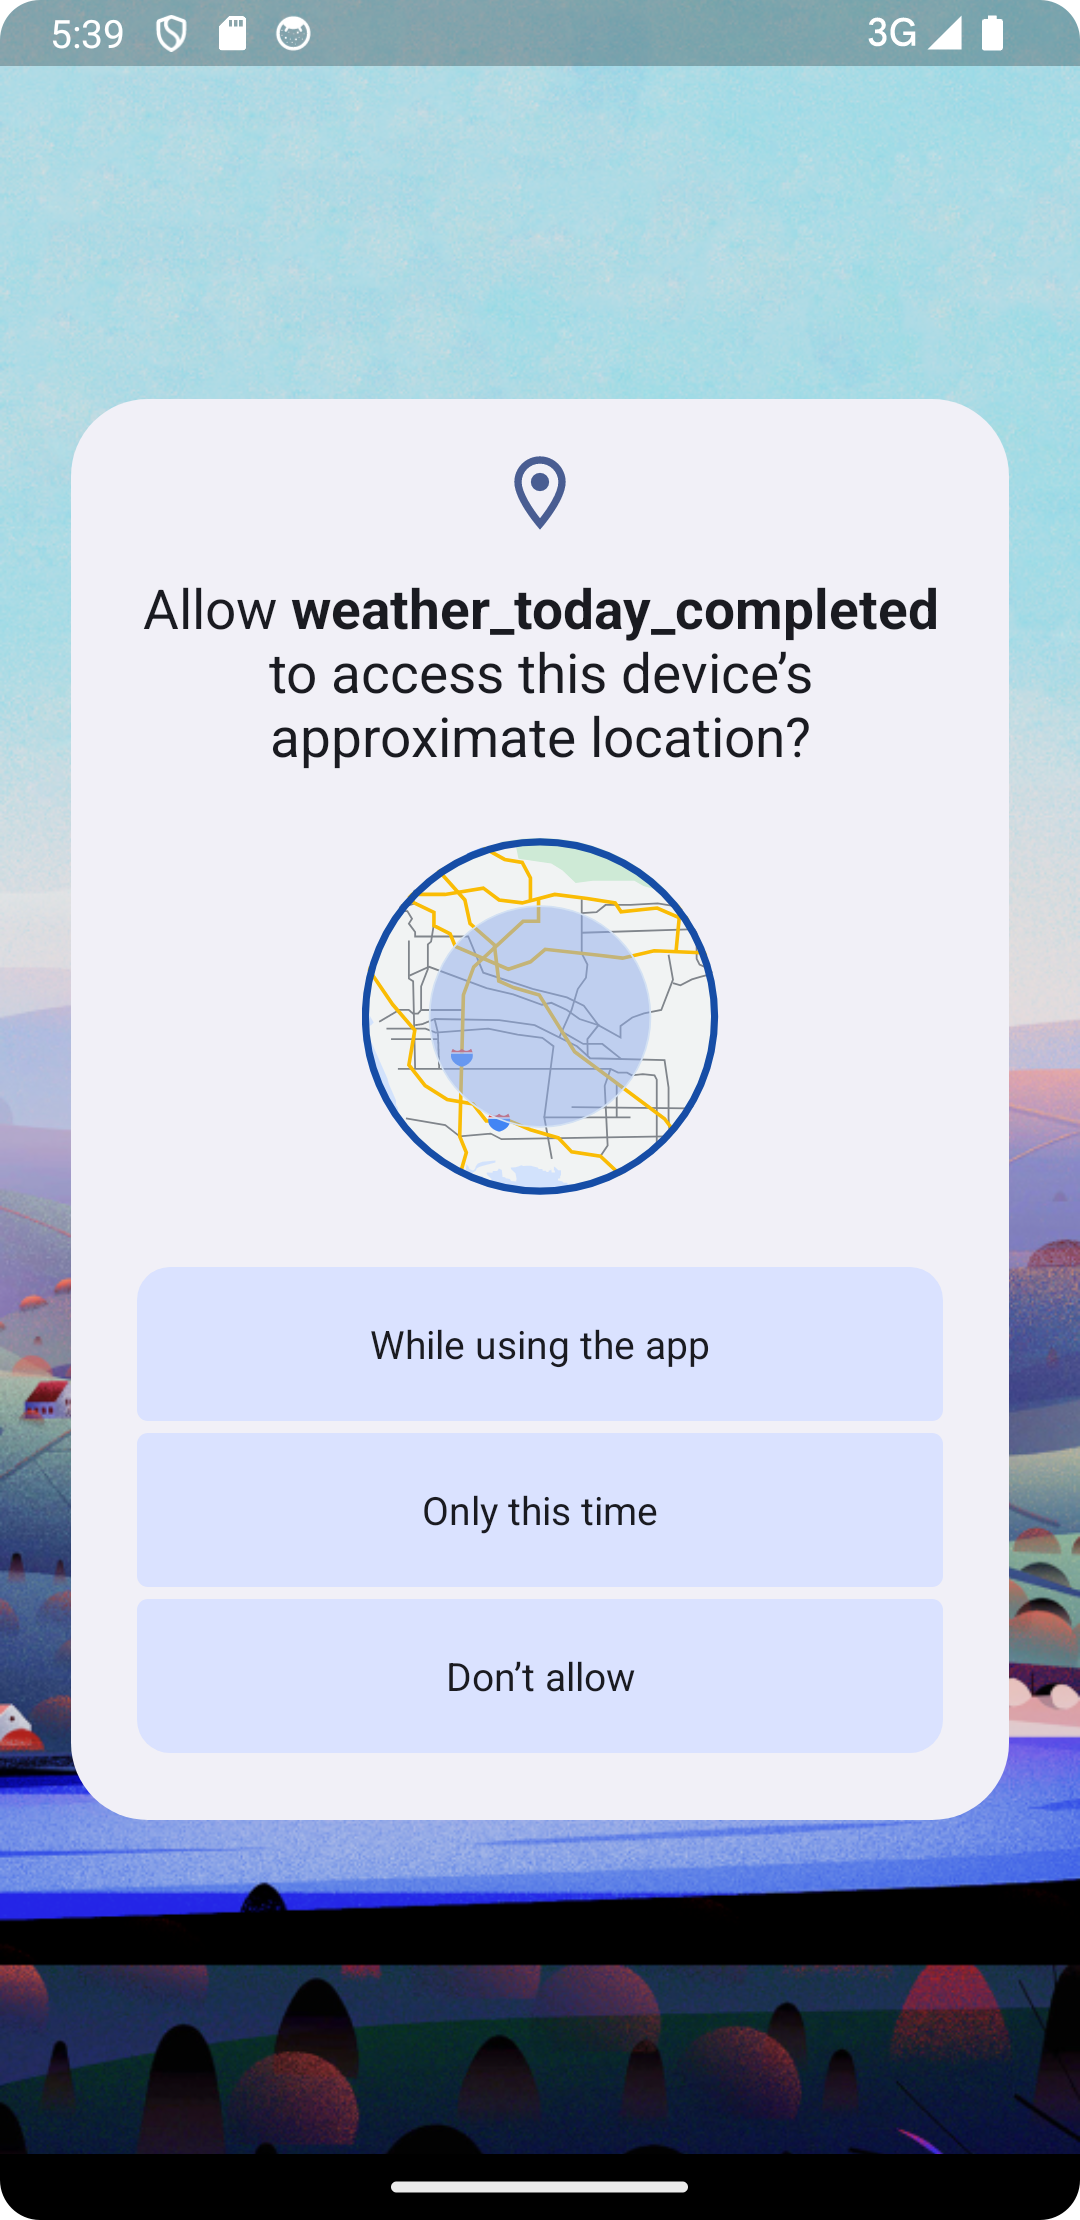 5:39
3G
Allow weather_today_completed
to access this device’s
approximate location?
While using the app
Only this time
Don’t allow